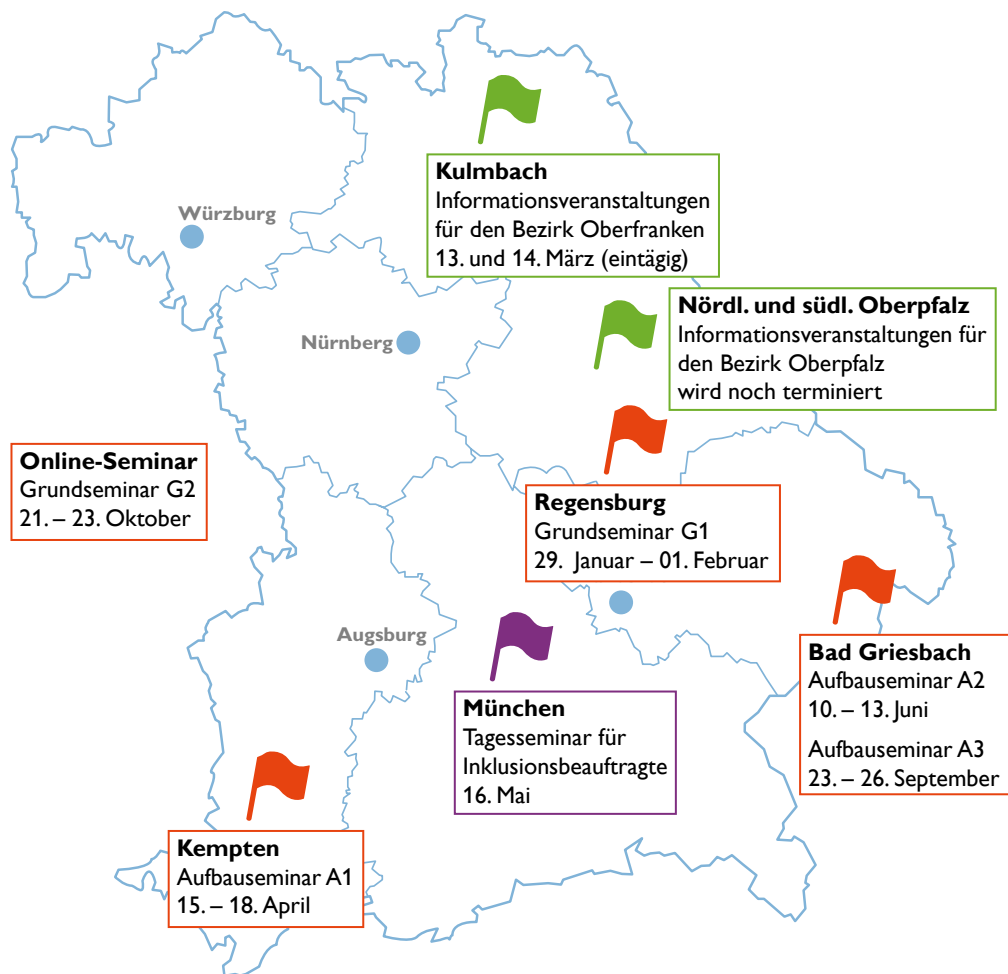 Kulmbach
Informationsveranstaltungen
für den Bezirk Oberfranken
13. und 14. März (eintägig)
Würzburg
Nördl. und südl. Oberpfalz
Informationsveranstaltungen für
den Bezirk Oberpfalz
wird noch terminiert
Nürnberg
Online-Seminar
Grundseminar G2
21. – 23. Oktober
Regensburg
Grundseminar G1
29. Januar – 01. Februar
Augsburg
Bad Griesbach
Aufbauseminar A2
10. – 13. Juni
Aufbauseminar A3
23. – 26. September
München
Tagesseminar für
Inklusionsbeauftragte
16. Mai
Kempten
Aufbauseminar A1
15. – 18. April